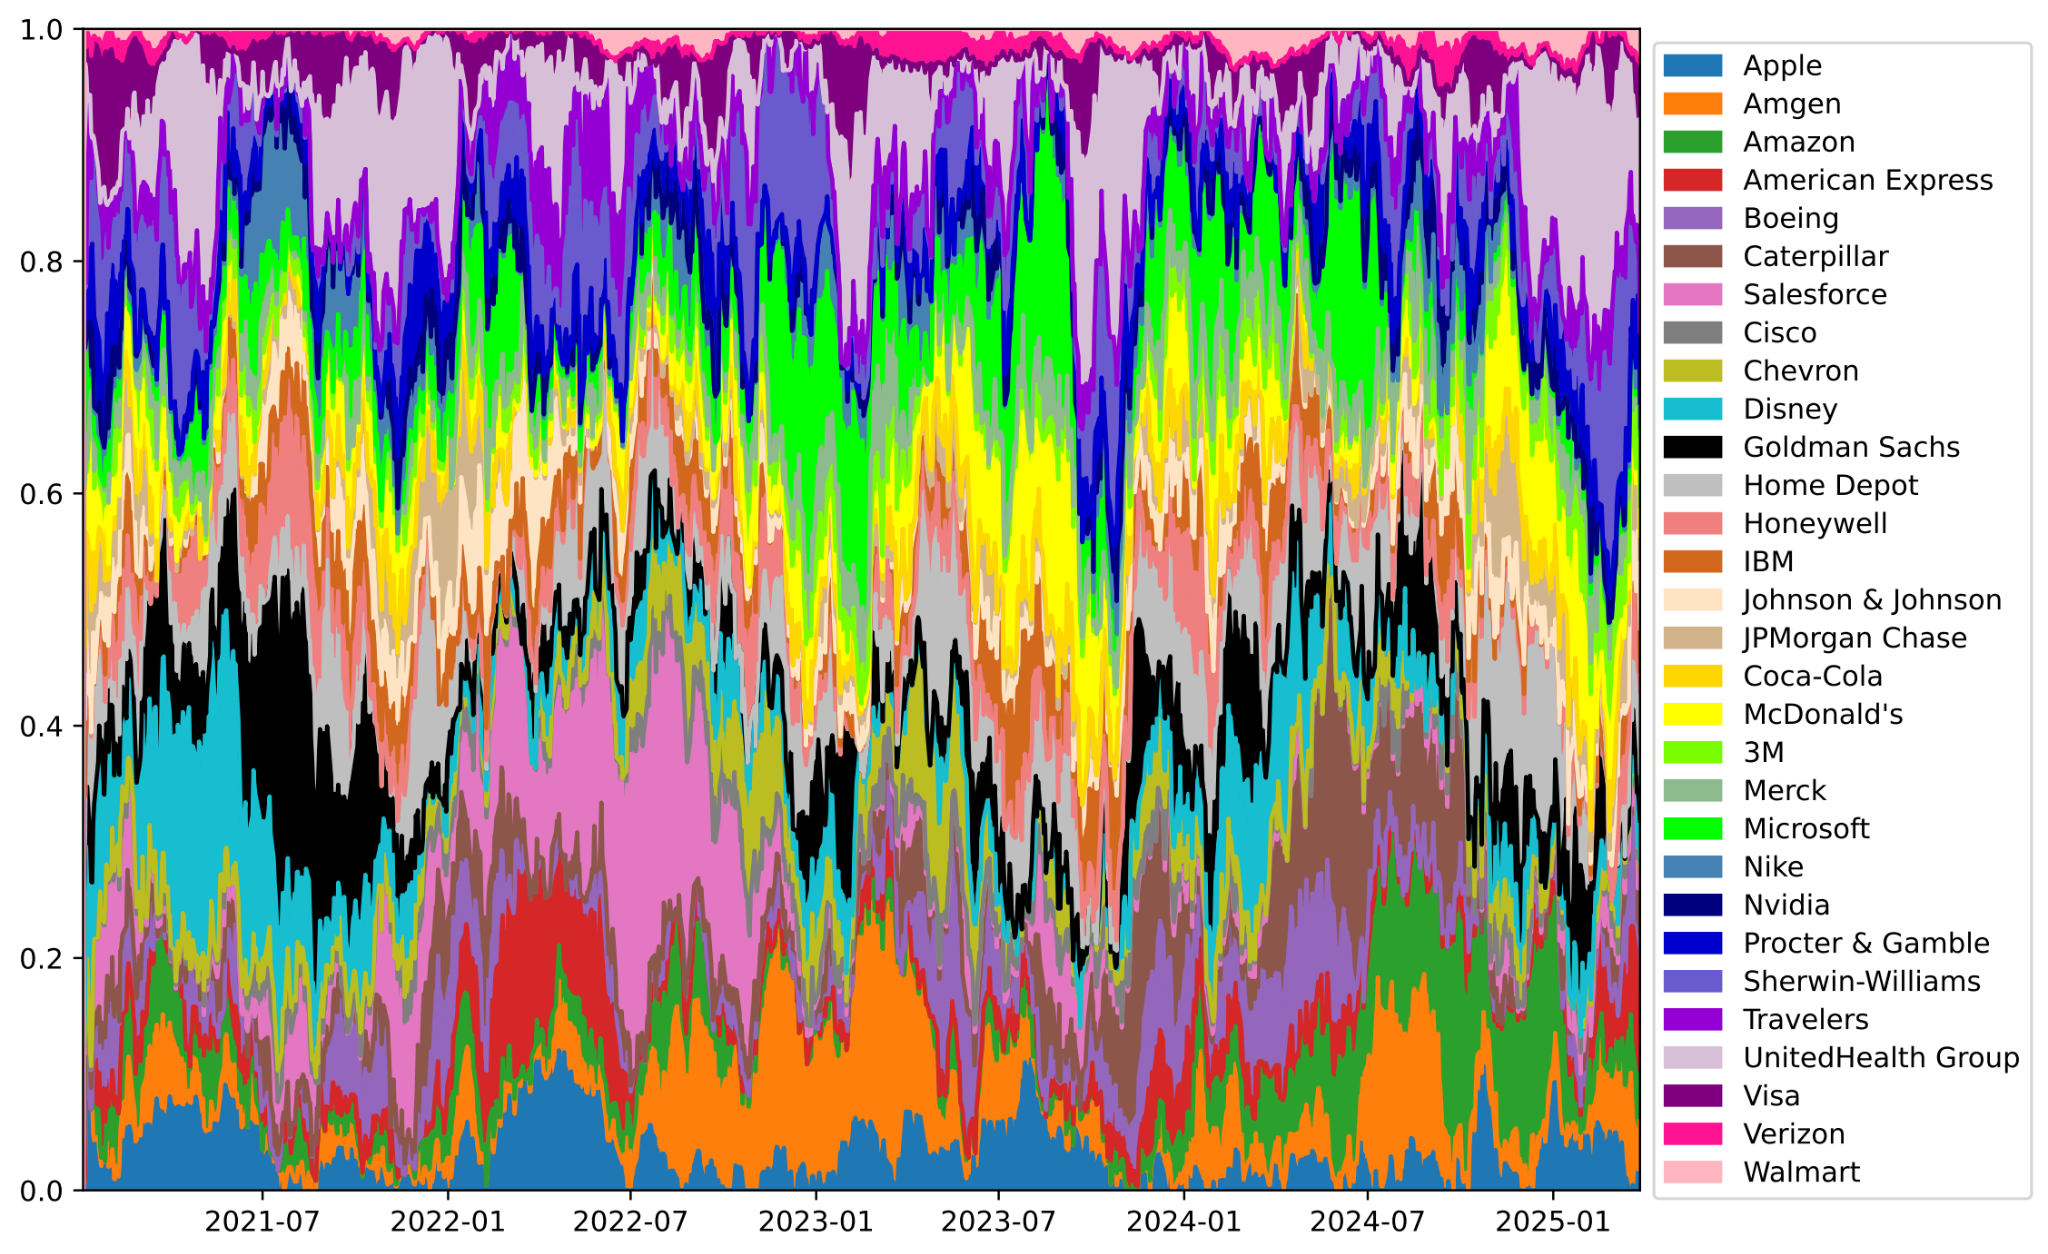 1.0
0.8
0.6
0.4
0.2
0.0
2021-07
2022-01
2022-07
2023-01
2023-07
2024-01
2024-07
2025-01
Apple
Amgen
Amazon
American Express
Boeing
Caterpillar
Salesforce
Cisco
Chevron
Disney
Goldman Sachs
Home Depot
Honeywell
IBM
Johnson & Johnson
JPMorgan Chase
Coca-Cola
McDonald's
3M
Merck
Microsoft
Nike
Nvidia
Procter & Gamble
Sherwin-Williams
Travelers
UnitedHealth Group
Visa
Verizon
Walmart